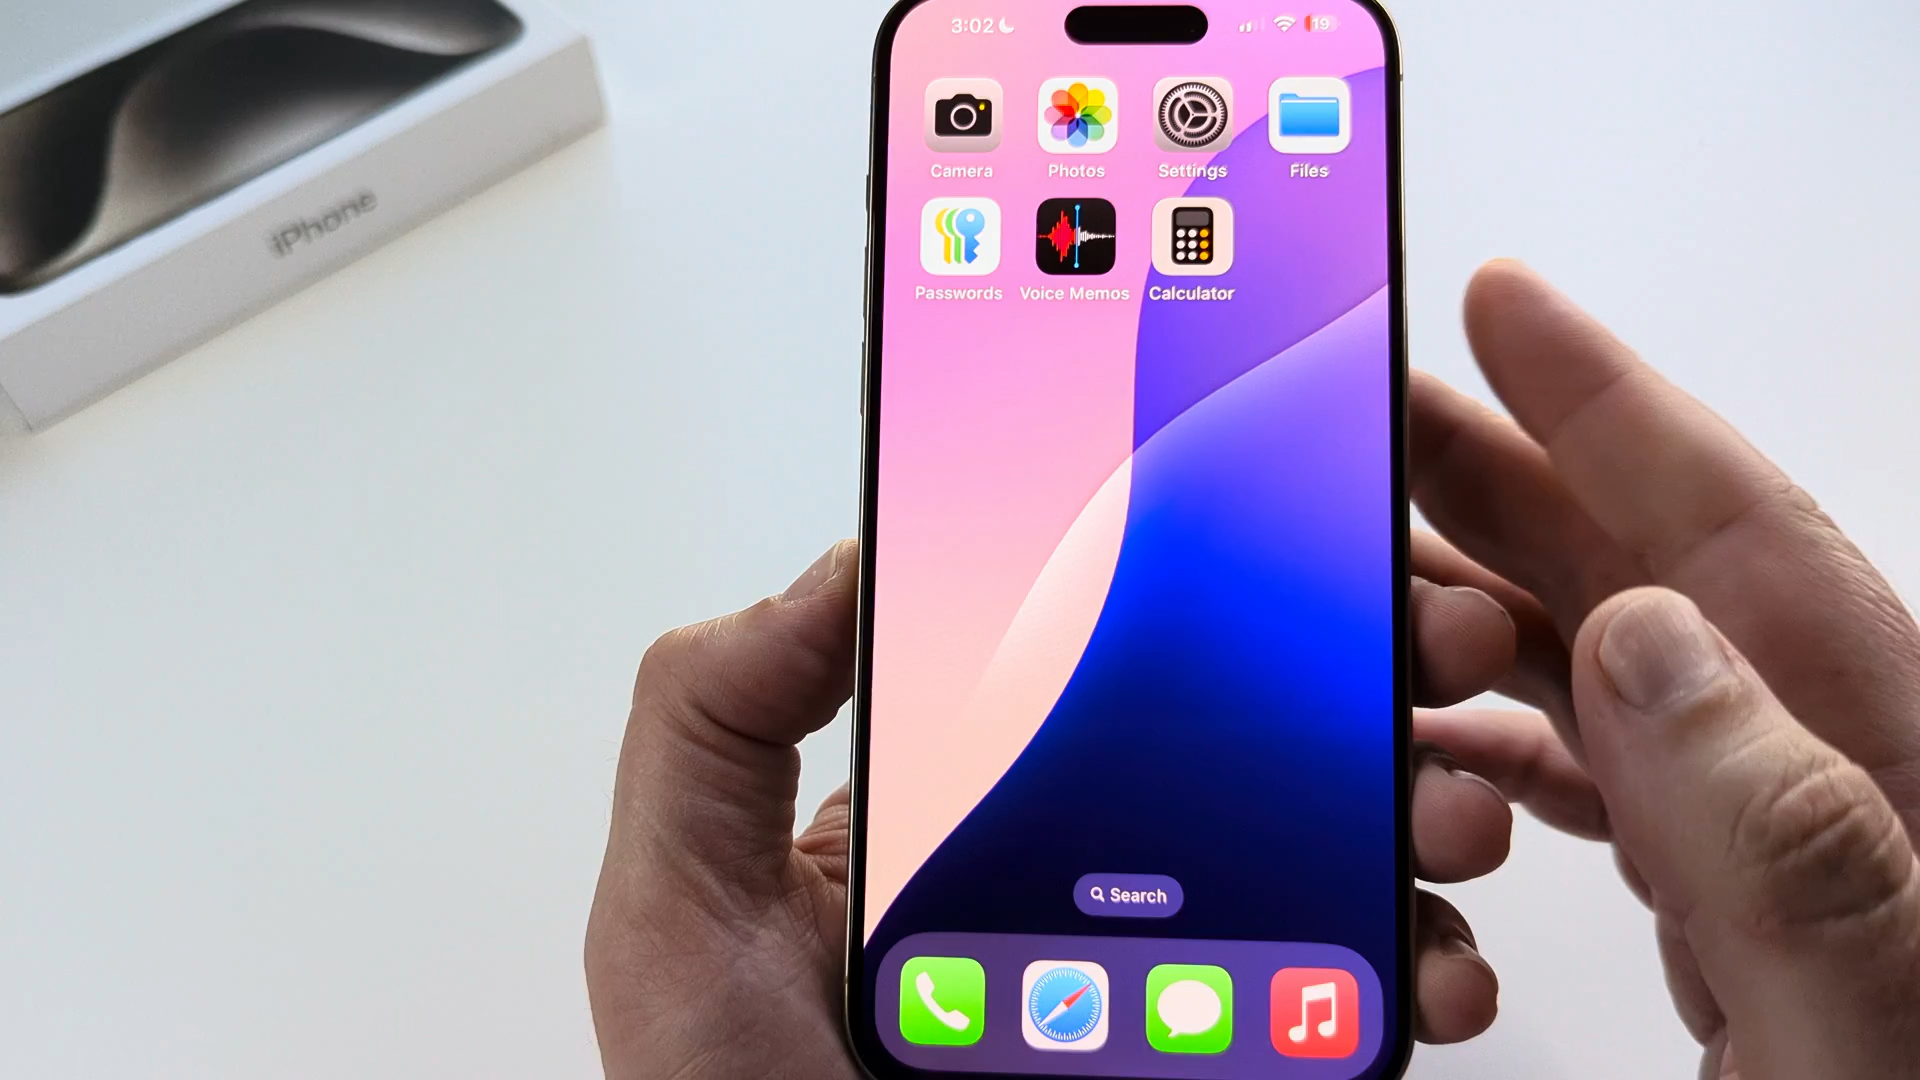 iPhone
3:02
19
Camera
Photos
Settings
Files
Passwords
Voice Memos
Calculator
Search